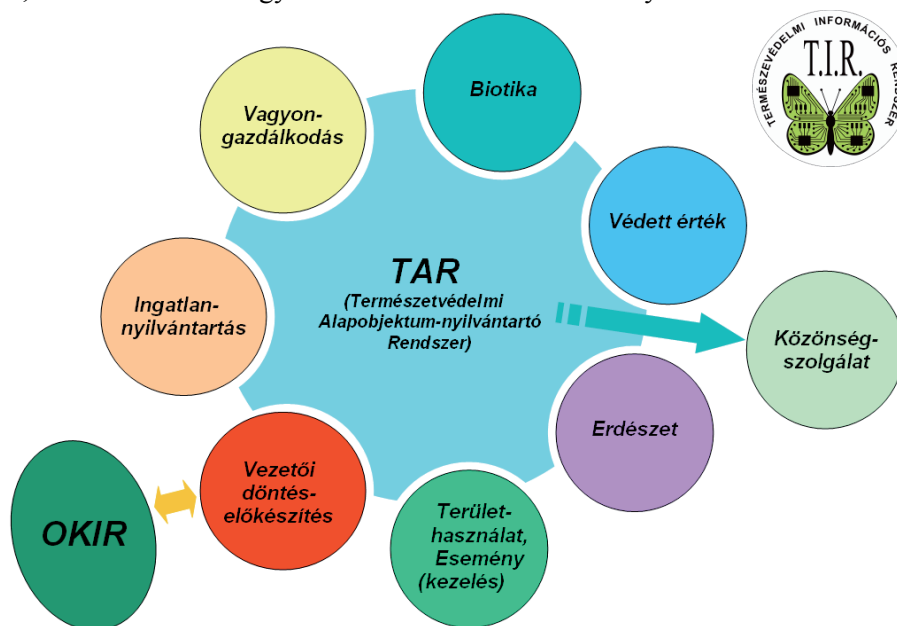 TERMÉSZETVÉDELMI INFORMÁCIÓS RENDSZER
T.I.R.
Biotika
Vagyon-
gazdálkodás
Védett érték
TAR
(Természetvédelmi
Alapobjektum-nyilvántartó
Rendszer)
Ingatlan-
nyilvántartás
Közönség-
szolgálat
Erdészet
Vezetői
döntés-
előkészítés
Terület-
használat,
Esemény
(kezelés)
OKIR